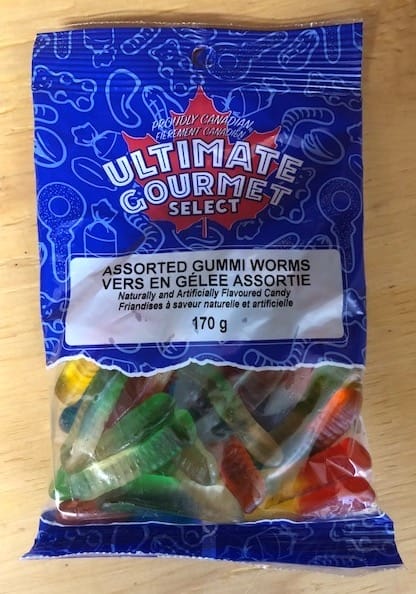 PROUDLY CANADIAN
FIEREMENT CANADIEN
ULTIMATE
GOURMET
SELECT
ASSORTED GUMMI WORMS
VERS EN GÉLEE ASSORTIE
Naturally and Artificially Flavoured Candy
Friandises à saveur naturelle et artificielle
170 g